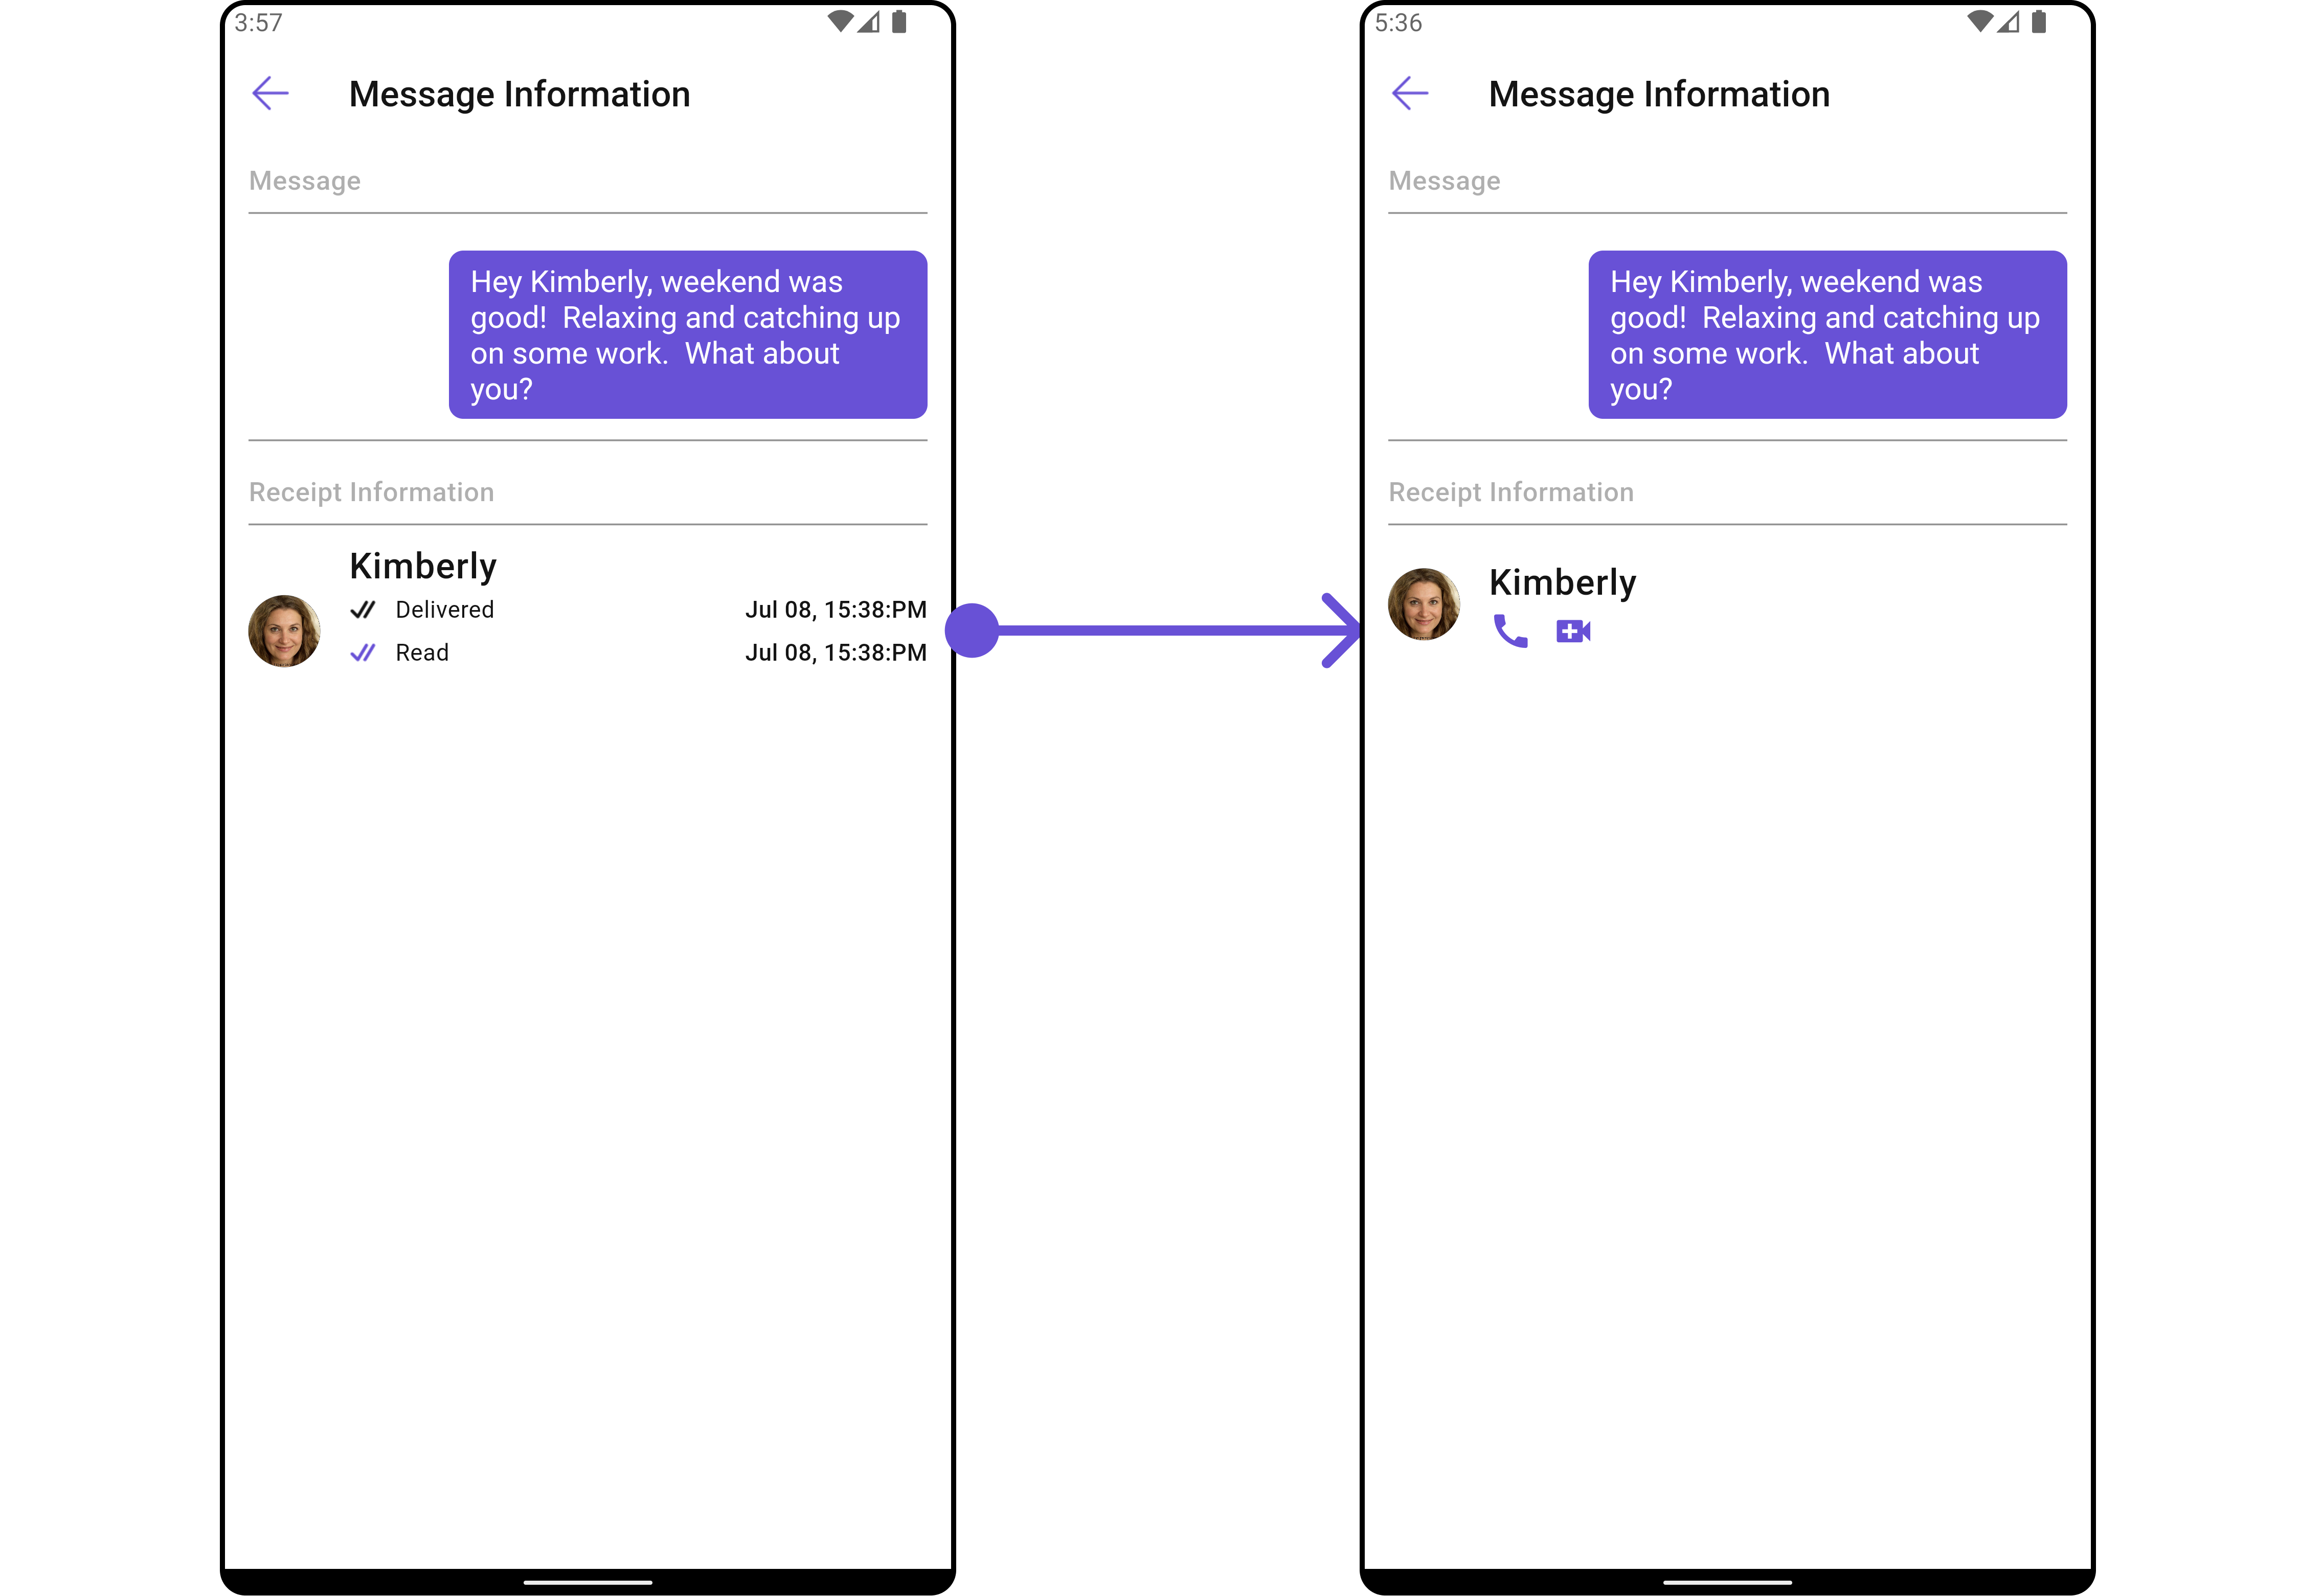 3:57
Message Information
Message
Hey Kimberly, weekend was
good!  Relaxing and catching up
on some work.  What about
you?
Receipt Information
Kimberly
Delivered Jul 08, 15:38:PM
Read Jul 08, 15:38:PM
5:36
Message Information
Message
Hey Kimberly, weekend was
good!  Relaxing and catching up
on some work.  What about
you?
Receipt Information
Kimberly